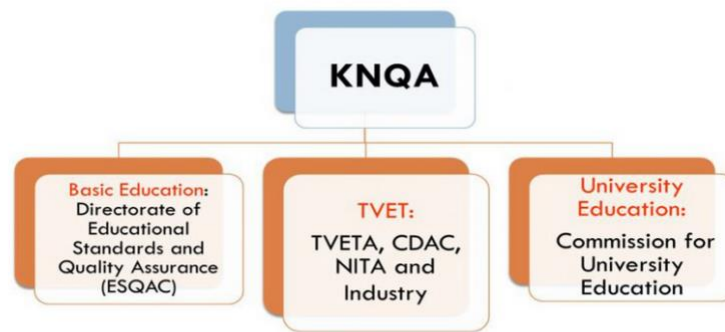 KNQA
Basic Education:
Directorate of
Educational
Standards and
Quality Assurance
(ESQAC)
TVET:
TVETA, CDAC,
NITA and
Industry
University
Education:
Commission for
University
Education